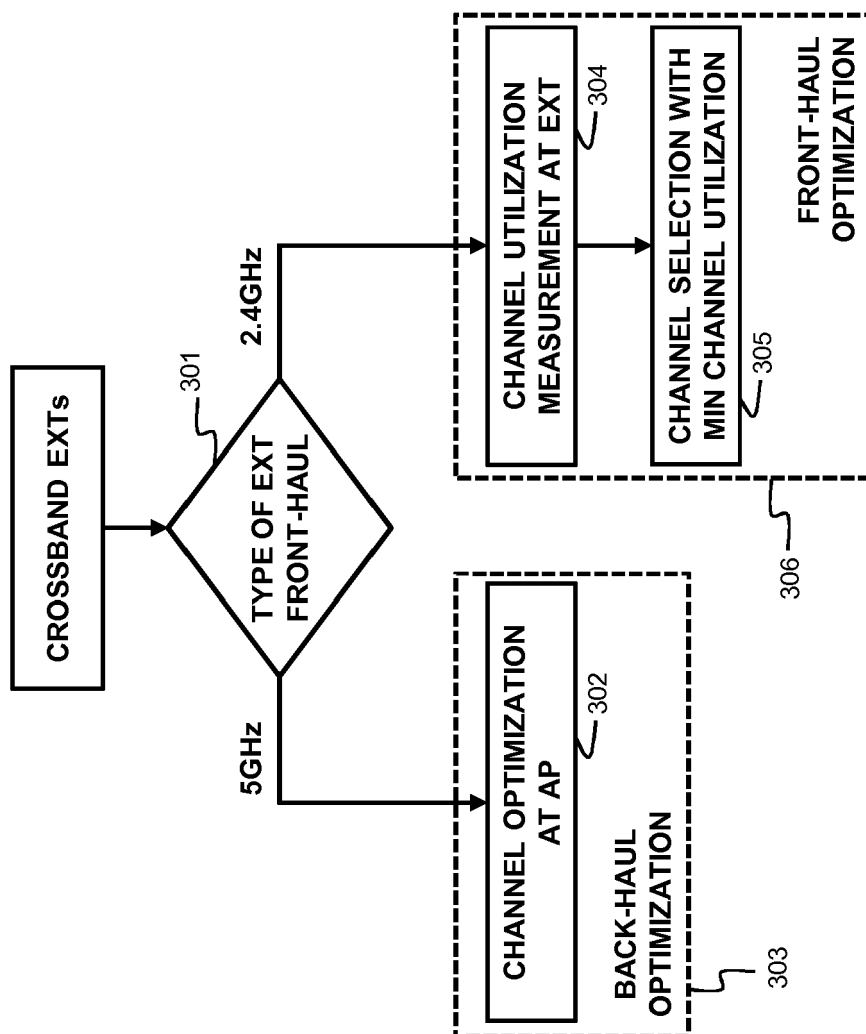 CROSSBAND EXTs
301
TYPE OF EXT
FRONT-HAUL
5GHz
2.4GHz
CHANNEL OPTIMIZATION
AT AP
302
BACK-HAUL
OPTIMIZATION
303
CHANNEL UTILIZATION
MEASUREMENT AT EXT
304
CHANNEL SELECTION WITH
MIN CHANNEL UTILIZATION
305
FRONT-HAUL
OPTIMIZATION
306